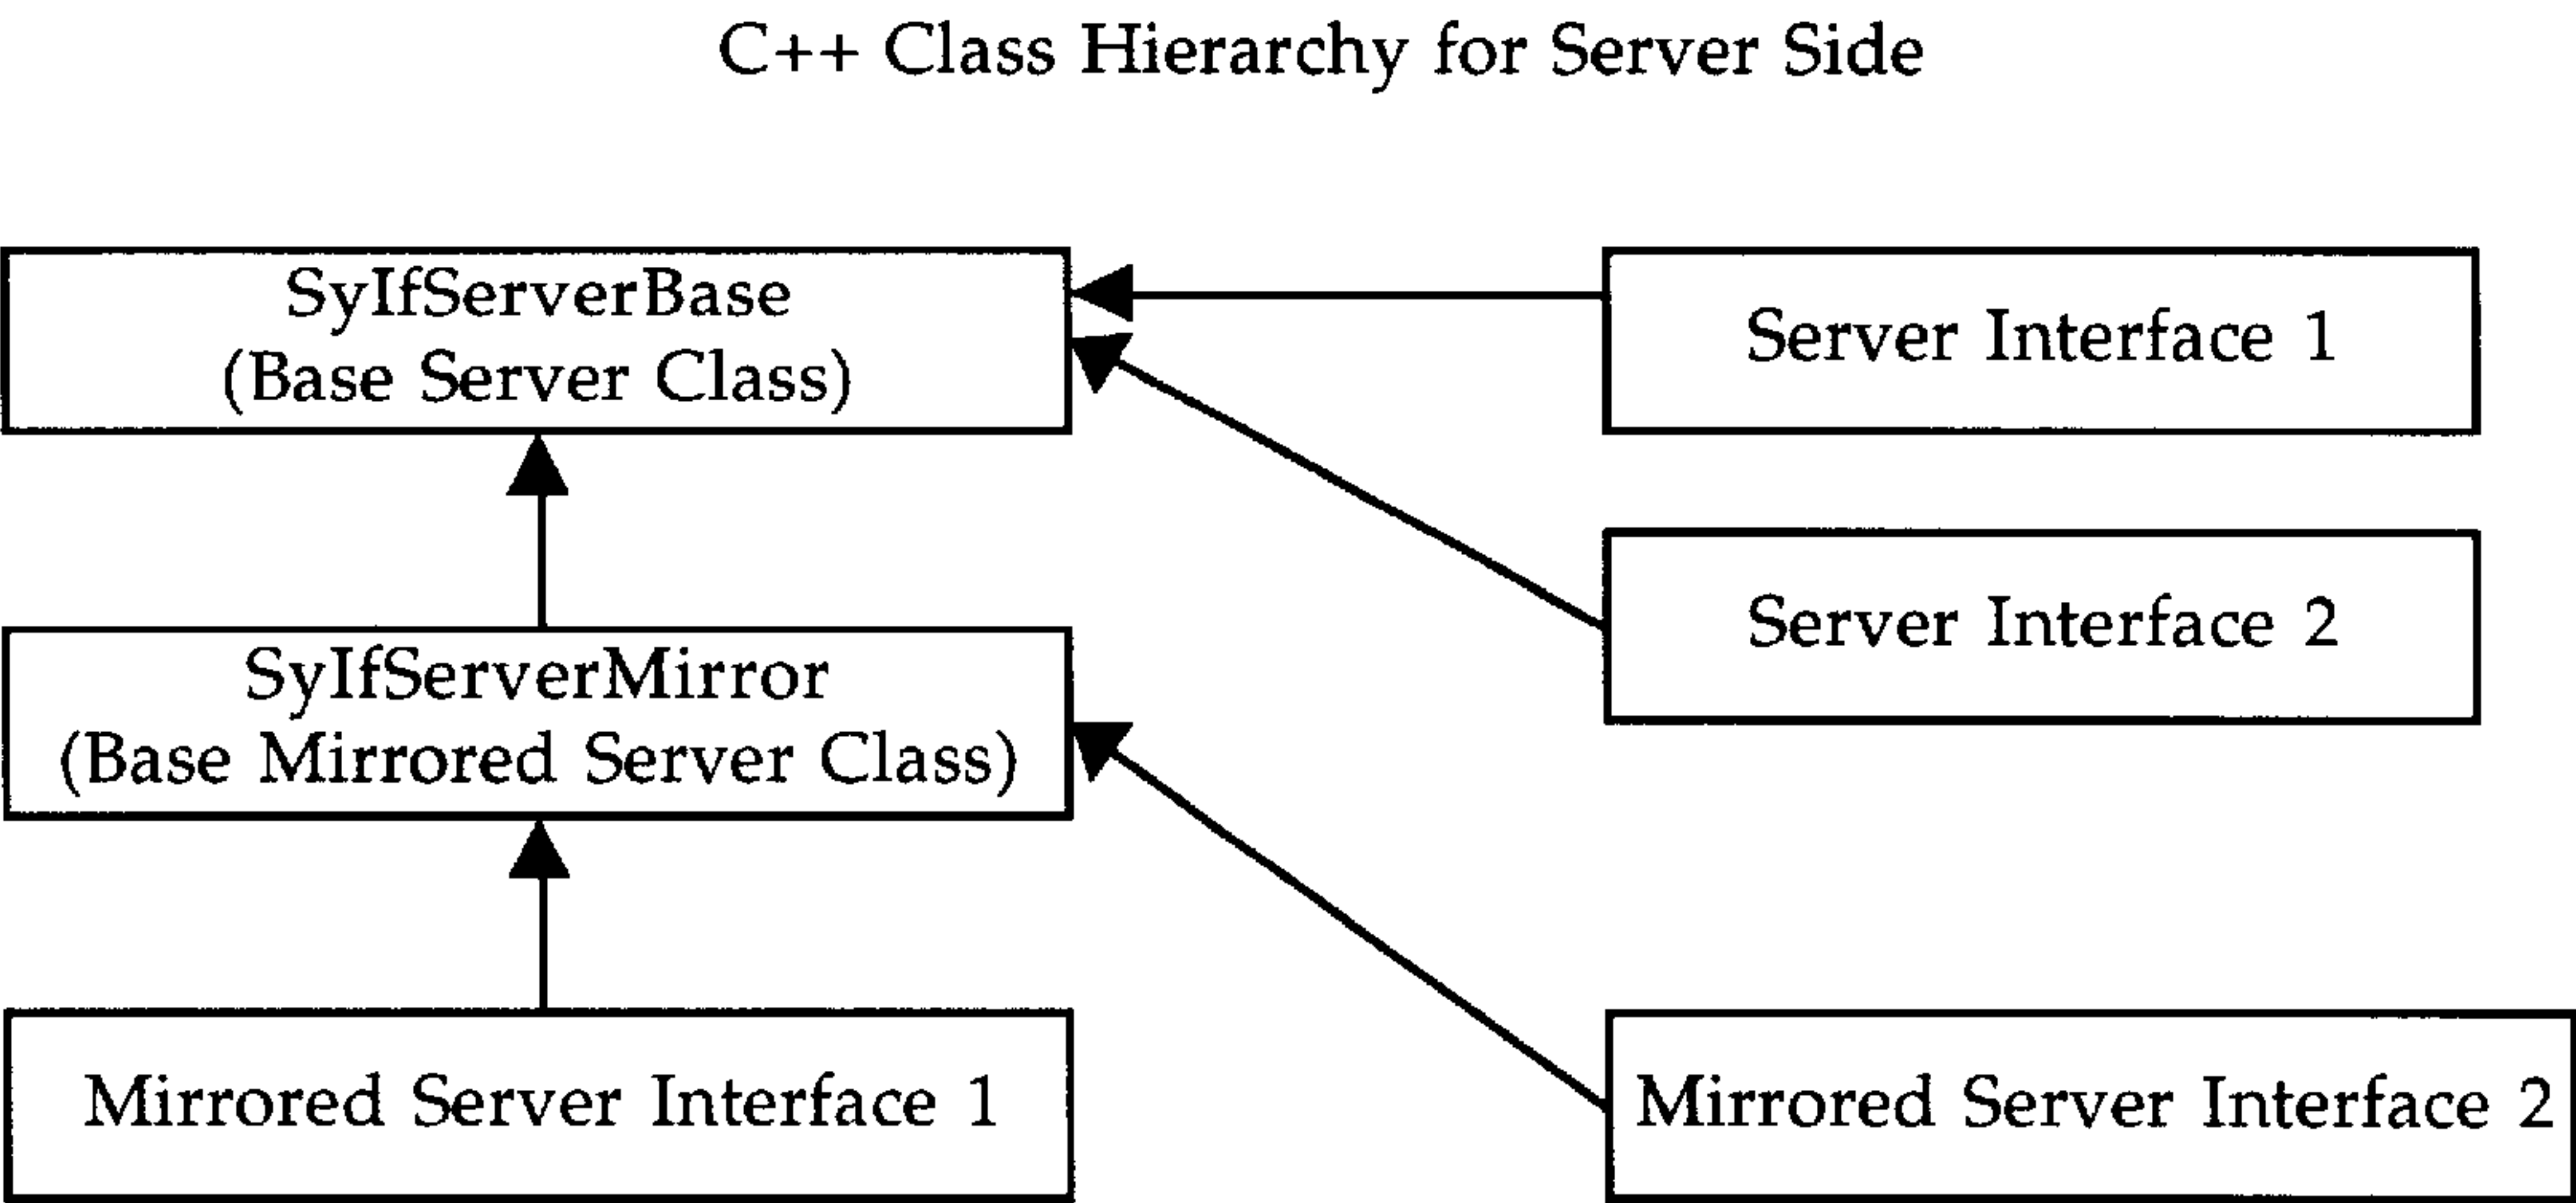 C++ Class Hierarchy for Server Side
SyIfServerBase
(Base Server Class)
Server Interface 1
Server Interface 2
SyIfServerMirror
(Base Mirrored Server Class)
Mirrored Server Interface 1
Mirrored Server Interface 2